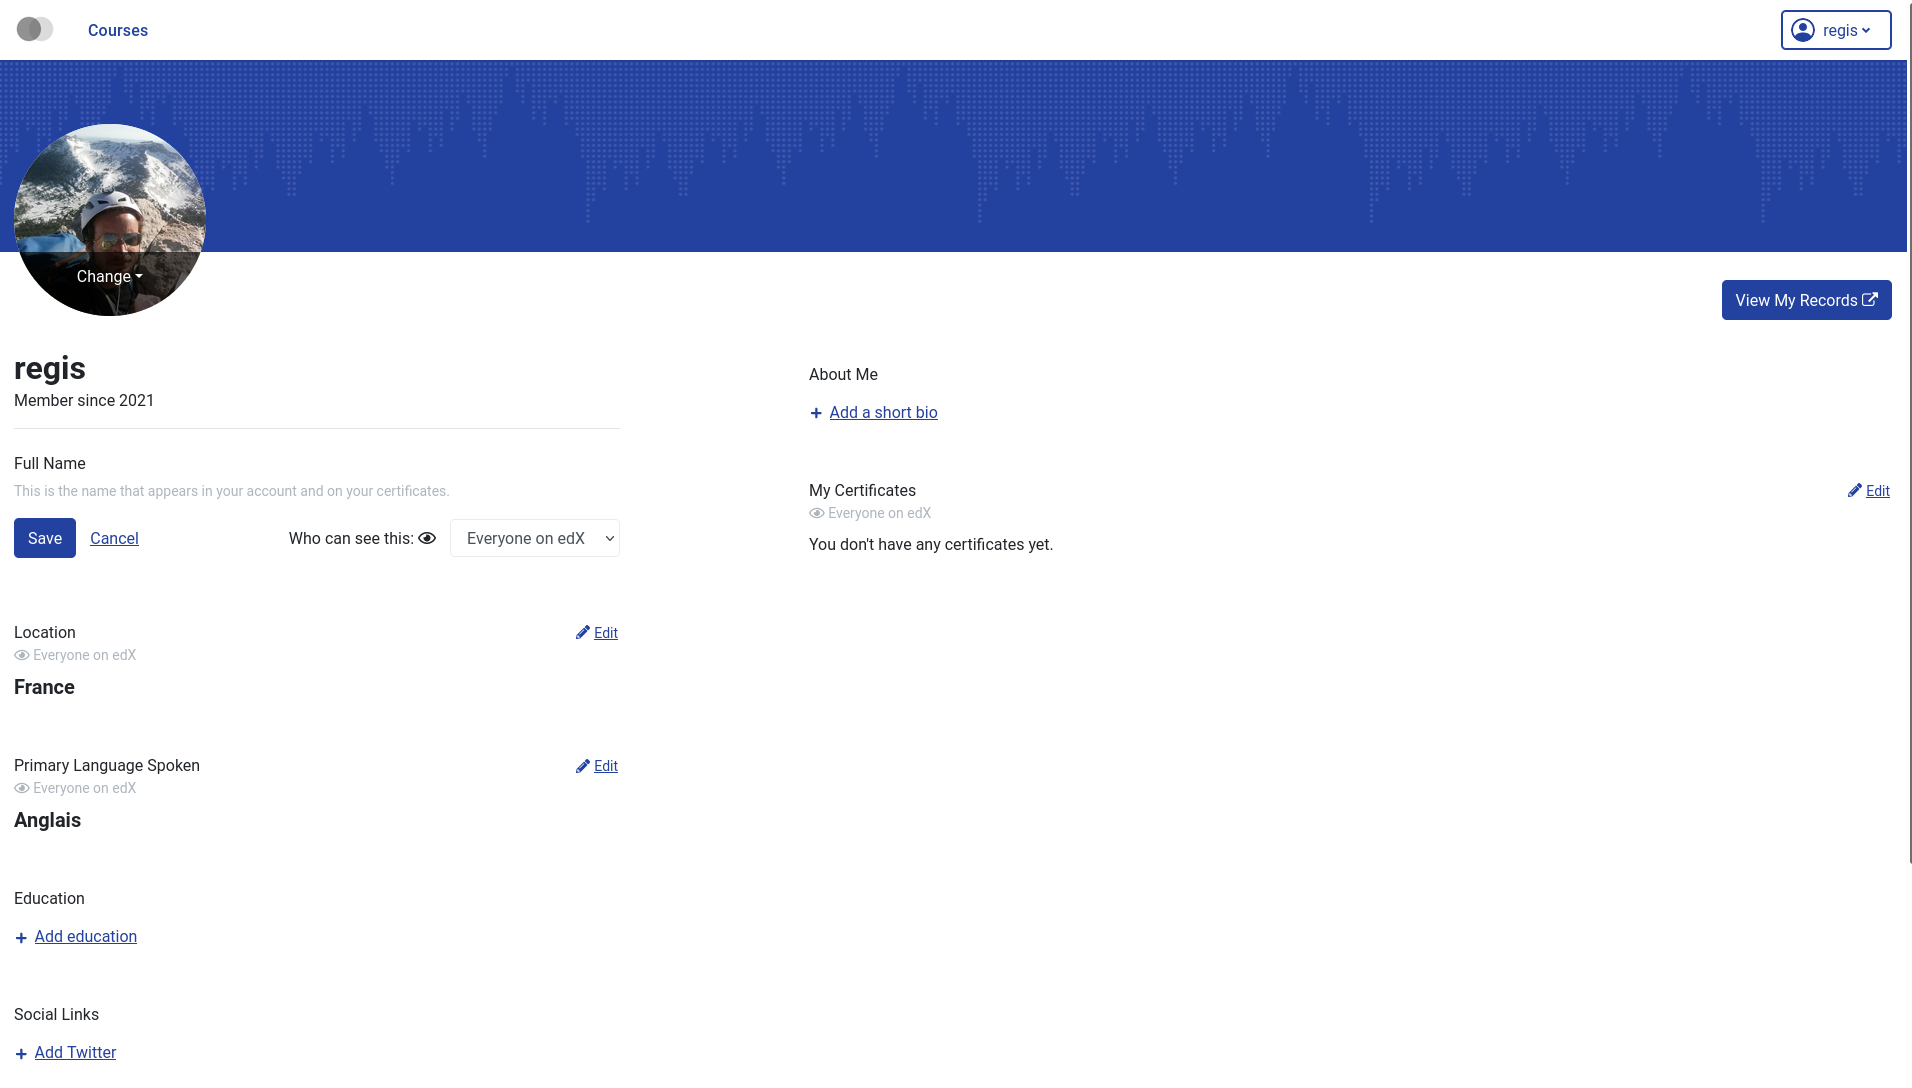 Courses
regis
Change
View My Records
regis
Member since 2021
Full Name
This is the name that appears in your account and on your certificates.
Save Cancel Who can see this: Everyone on edX
Location Edit
Everyone on edX
France
Primary Language Spoken Edit
Everyone on edX
Anglais
Education
Add education
Social Links
Add Twitter
About Me
Add a short bio
My Certificates Edit
Everyone on edX
You don't have any certificates yet.